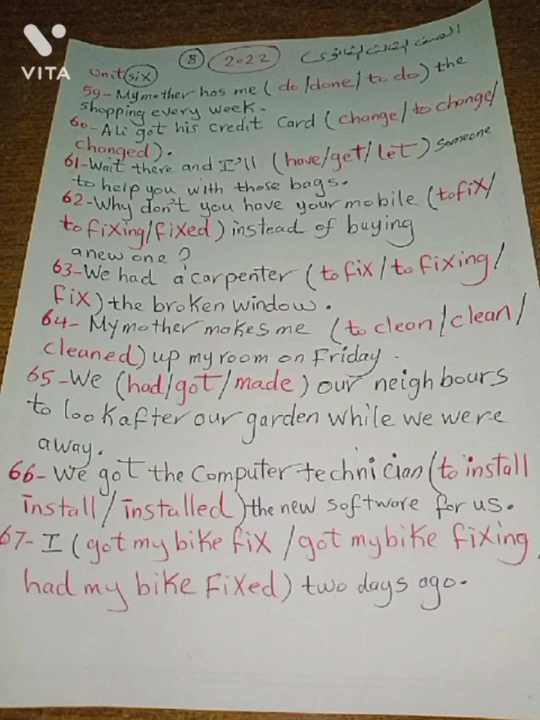 VITA
الصف الثالث الثانوى
8 2022
Unit six
59- My mother has me (do/done/to do) the
shopping every week.
60- Ali got his credit card (change/to change/
changed).
61- Wait there and I'll (have/get/let) someone
to help you with those bags.
62- Why don't you have your mobile (to fix/
to fixing/fixed) instead of buying
a new one?
63- We had a carpenter (to fix/to fixing/
fix) the broken window.
64- My mother makes me (to clean/clean/
cleaned) up my room on Friday.
65- We (had/got/made) our neighbours
to look after our garden while we were
away.
66- We got the computer technician (to install
install/installed) the new software for us.
67- I (got my bike fix/got my bike fixing
had my bike fixed) two days ago.